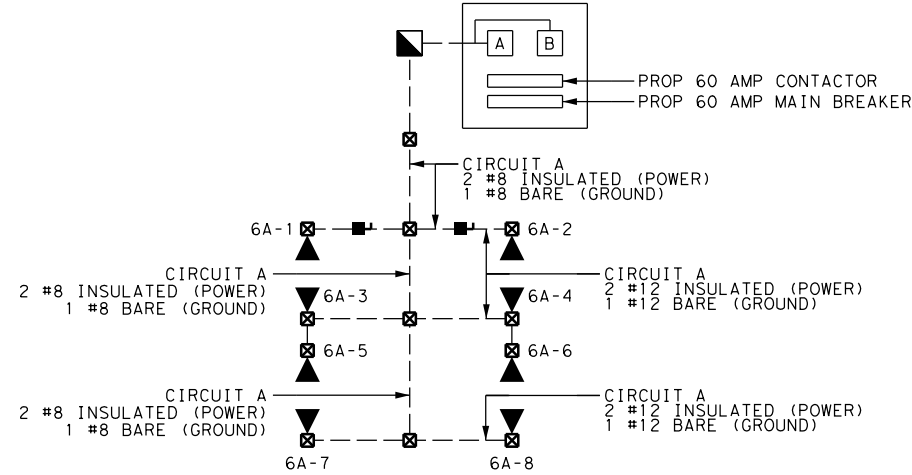 A B
PROP 60 AMP CONTACTOR
PROP 60 AMP MAIN BREAKER
CIRCUIT A
2 #8 INSULATED (POWER)
1 #8 BARE (GROUND)
6A-1
6A-2
CIRCUIT A
2 #8 INSULATED (POWER)
1 #8 BARE (GROUND)
6A-3
6A-4
CIRCUIT A
2 #12 INSULATED (POWER)
1 #12 BARE (GROUND)
6A-5
6A-6
CIRCUIT A
2 #8 INSULATED (POWER)
1 #8 BARE (GROUND)
CIRCUIT A
2 #12 INSULATED (POWER)
1 #12 BARE (GROUND)
6A-7
6A-8